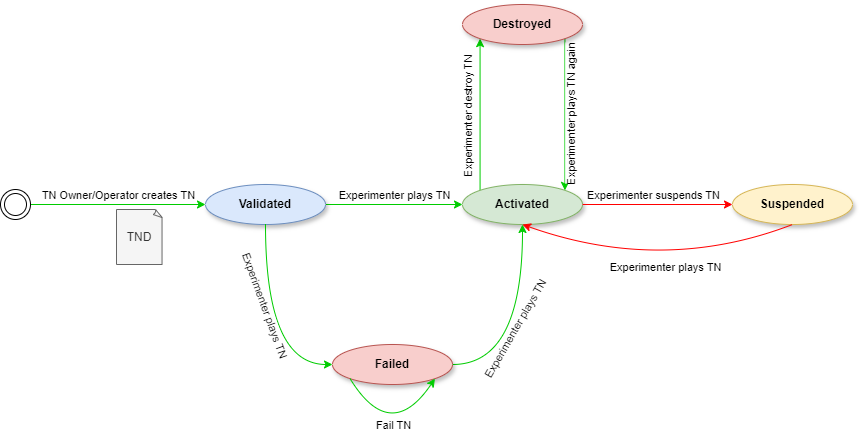 Destroyed
Experimenter destroy TN
Experimenter plays TN again
TN Owner/Operator creates TN
TND
Validated
Experimenter plays TN
Activated
Experimenter suspends TN
Suspended
Experimenter plays TN
Experimenter plays TN
Experimenter plays TN
Failed
Fail TN